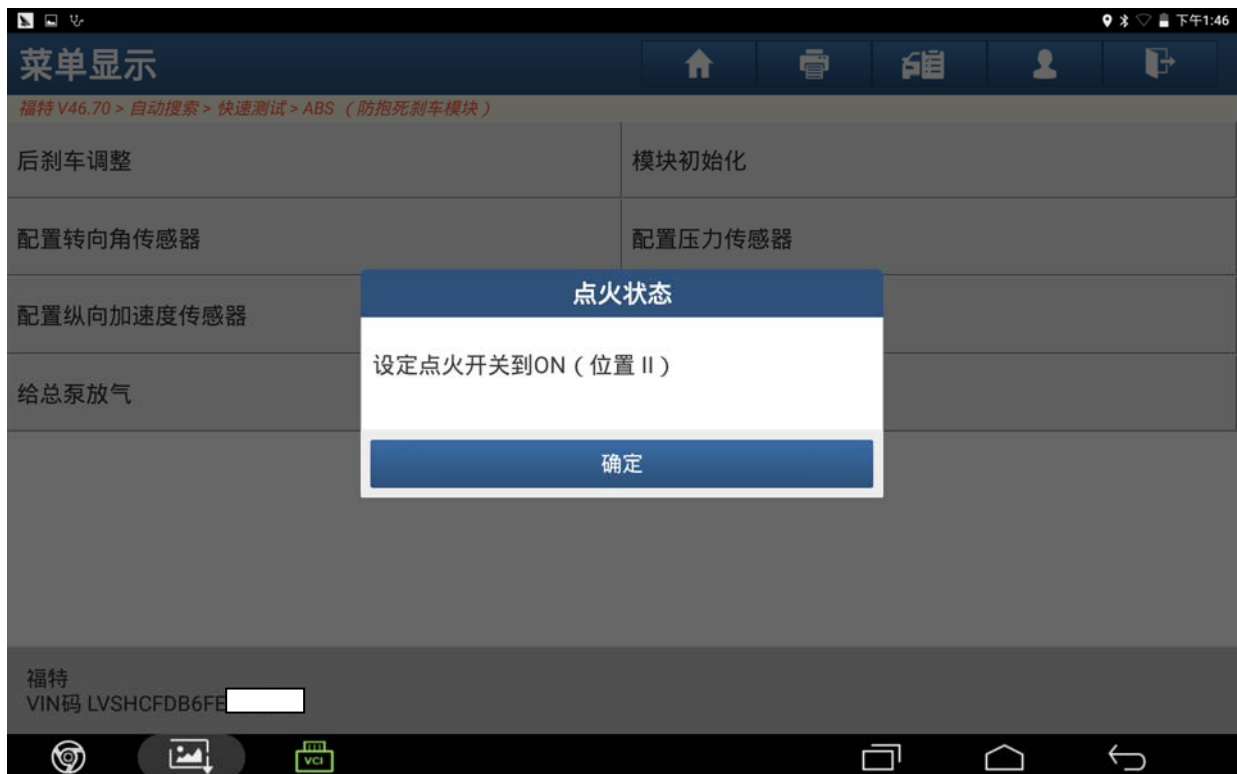 下午1:46
菜单显示
福特 V46.70 > 自动搜索 > 快速测试 > ABS （防抱死刹车模块）
后刹车调整
模块初始化
配置转向角传感器
配置压力传感器
配置纵向加速度传感器
给总泵放气
点火状态
设定点火开关到ON（位置 II）
确定
福特
VIN码 LVSHCFDB6FE
VCI